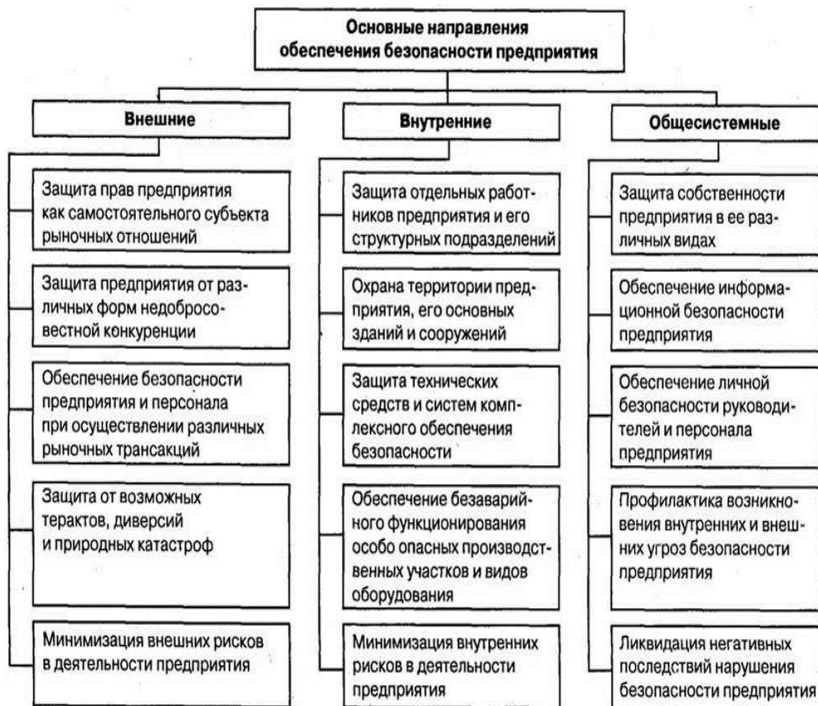 Основные направления
обеспечения безопасности предприятия
Внешние
Защита прав предприятия
как самостоятельного субъекта
рыночных отношений
Защита предприятия от раз-
личных форм недобросо-
вестной конкуренции
Обеспечение безопасности
предприятия и персонала
при осуществлении различных
рыночных трансакций
Защита от возможных
терактов, диверсий
и природных катастроф
Минимизация внешних рисков
в деятельности предприятия
Внутренние
Защита отдельных работ-
ников предприятия и его
структурных подразделений
Охрана территории пред-
приятия, его основных
зданий и сооружений
Защита технических
средств и систем комп-
лексного обеспечения
безопасности
Обеспечение безаварий-
ного функционирования
особо опасных производст-
венных участков и видов
оборудования
Минимизация внутренних
рисков в деятельности
предприятия
Общесистемные
Защита собственности
предприятия в ее раз-
личных видах
Обеспечение информа-
ционной безопасности
предприятия
Обеспечение личной
безопасности руководи-
телей и персонала
предприятия
Профилактика возникно-
вения внутренних и внеш-
них угроз безопасности
предприятия
Ликвидация негативных
последствий нарушения
безопасности предприятия